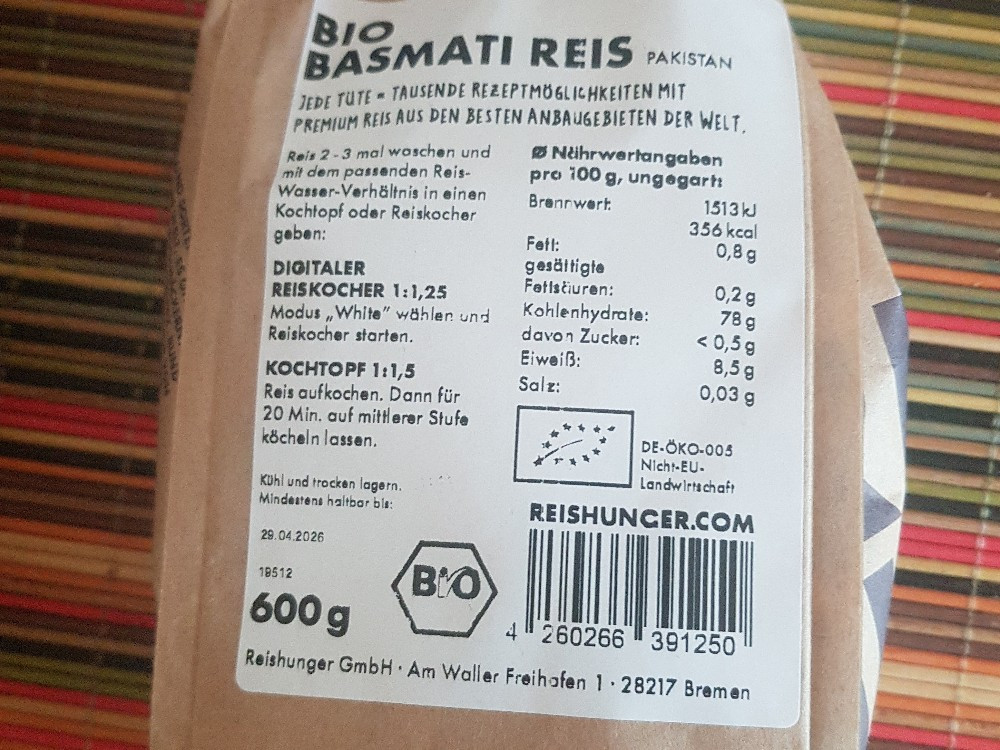 BIO
BASMATI REIS PAKISTAN
JEDE TÜTE = TAUSENDE REZEPTMÖGLICHKEITEN MIT
PREMIUM REIS AUS DEN BESTEN ANBAUGEBIETEN DER WELT.
Reis 2-3 mal waschen und
mit dem passenden Reis-
Wasser-Verhältnis in einen
Kochtopf oder Reiskocher
geben:
DIGITALER
REISKOCHER 1:1,25
Modus „White" wählen und
Reiskocher starten.
KOCHTOPF 1:1,5
Reis aufkochen. Dann für
20 Min. auf mittlerer Stufe
köcheln lassen.
Kühl und trocken lagern.
Mindestens haltbar bis:
29.04.2026
18512
600 g
BIO
Ø Nährwertangaben
pro 100 g, ungegart:
Brennwert: 1513 kJ
356 kcal
Fett: 0,8 g
gesättigte
Fettsäuren: 0,2 g
Kohlenhydrate: 78 g
davon Zucker: < 0,5 g
Eiweiß: 8,5 g
Salz: 0,03 g
DE-ÖKO-005
Nicht-EU-
Landwirtschaft
REISHUNGER.COM
4 260266 391250
Reishunger GmbH · Am Waller Freihafen 1 · 28217 Bremen